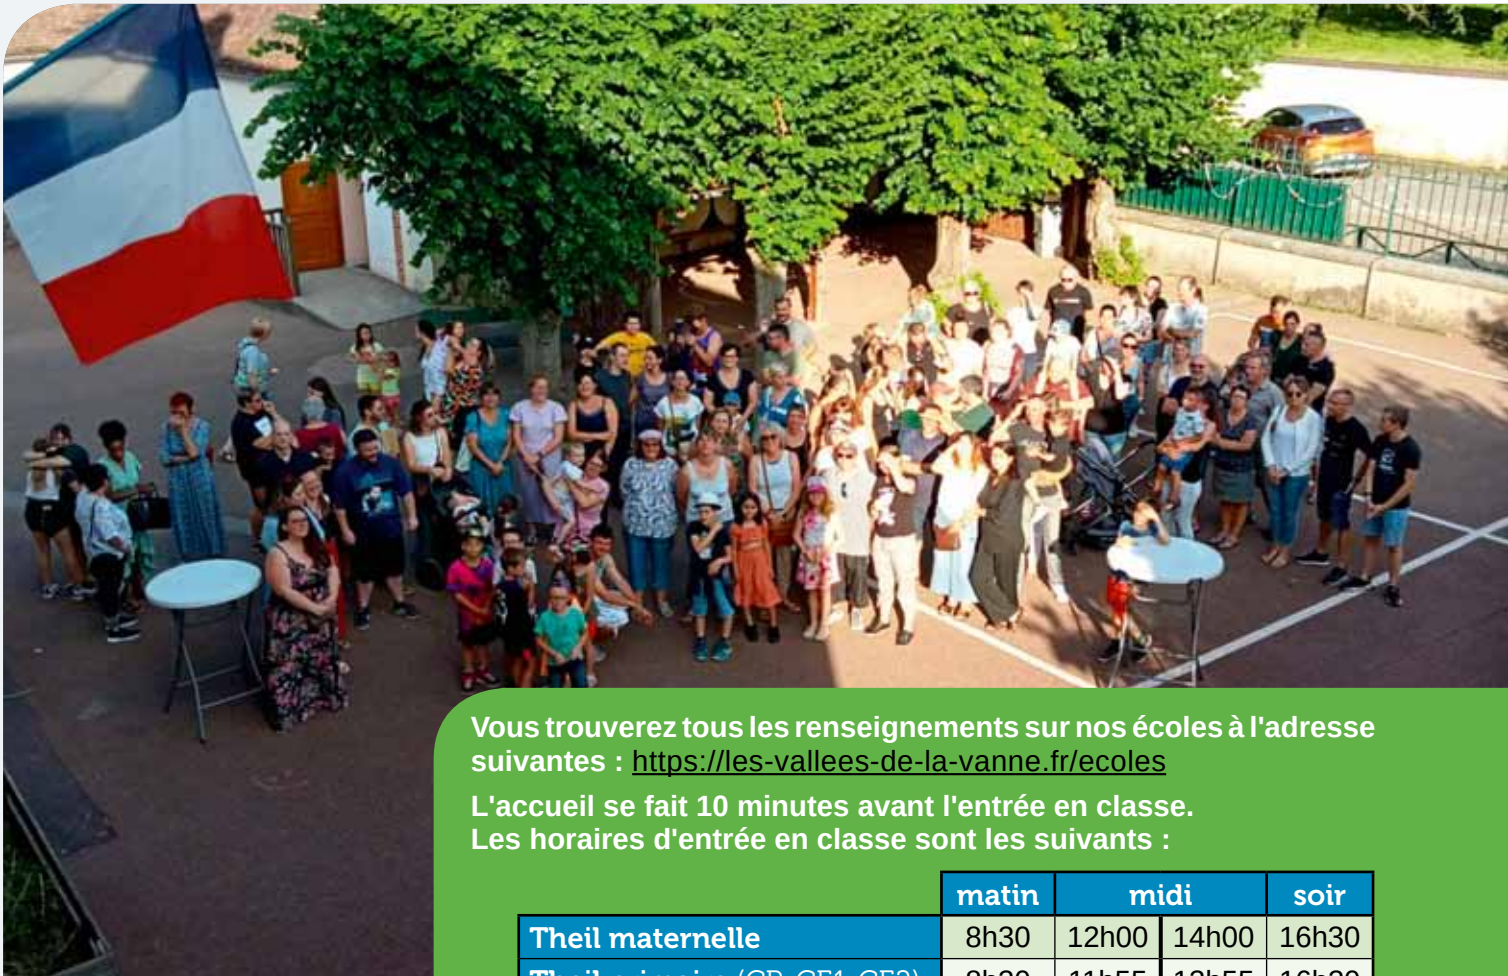 Vous trouverez tous les renseignements sur nos écoles à l'adresse
suivantes : https://les-vallees-de-la-vanne.fr/ecoles
L'accueil se fait 10 minutes avant l'entrée en classe.
Les horaires d'entrée en classe sont les suivants :
matin midi soir
Theil maternelle 8h30 12h00 14h00 16h30